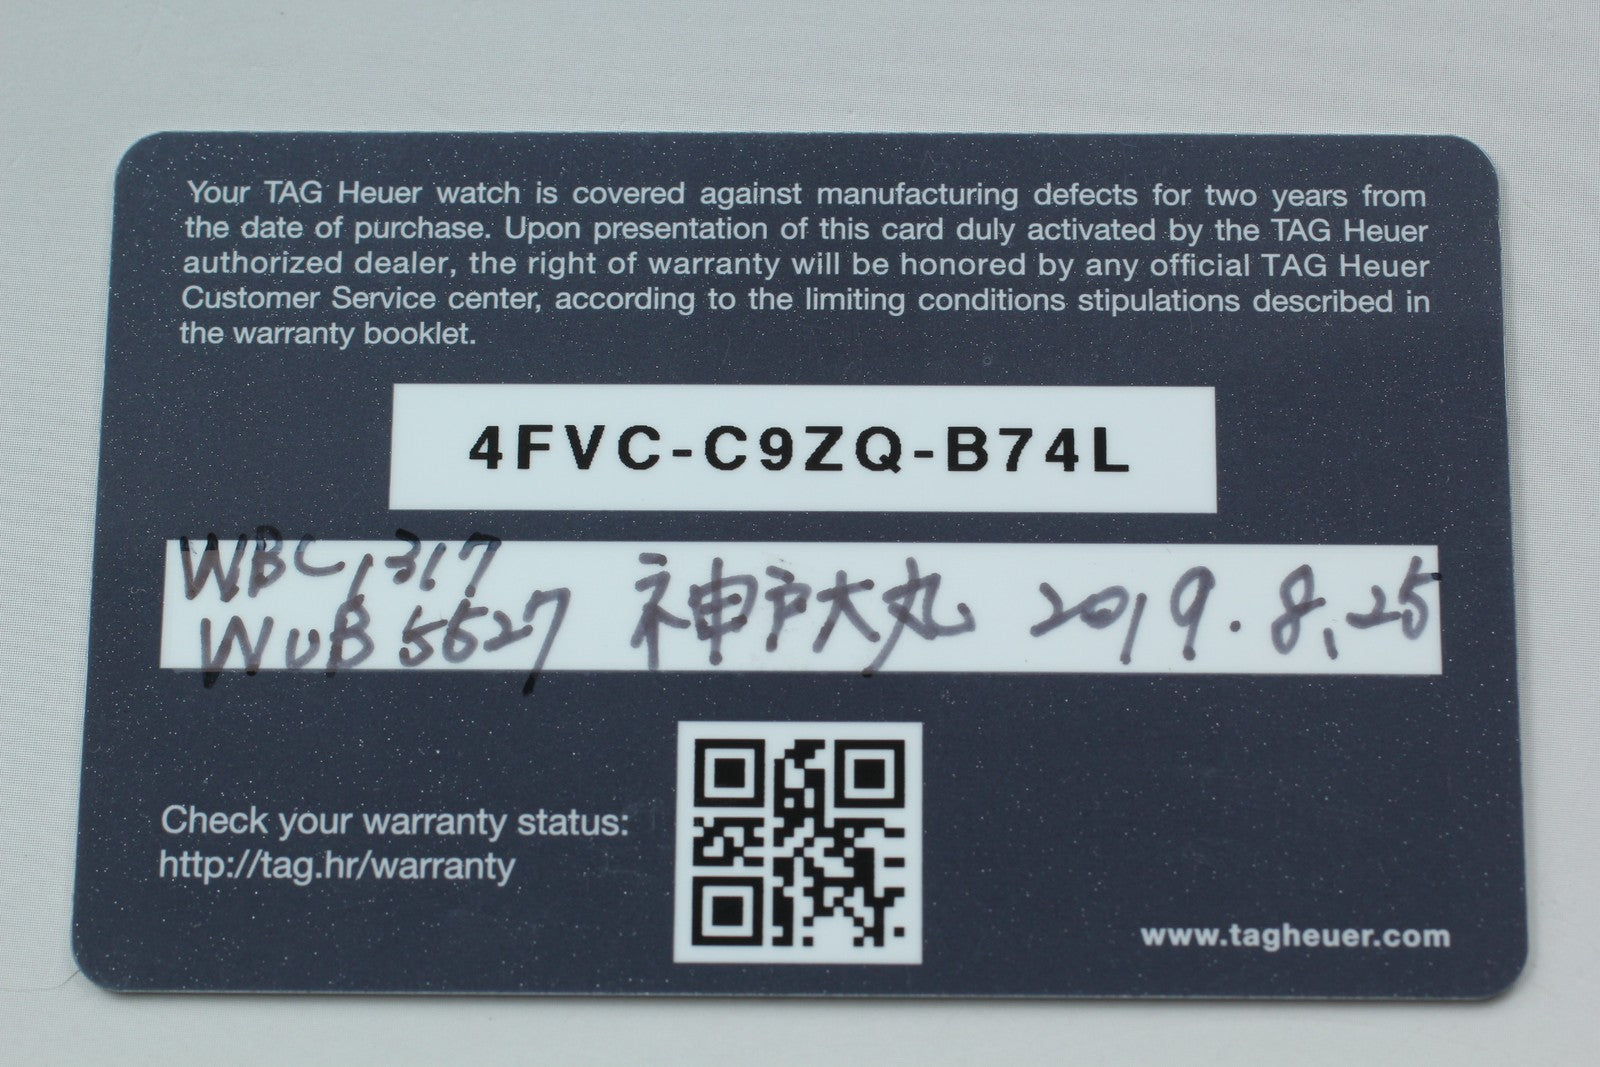 Your TAG Heuer watch is covered against manufacturing defects for two years from
the date of purchase. Upon presentation of this card duly activated by the TAG Heuer
authorized dealer, the right of warranty will be honored by any official TAG Heuer
Customer Service center, according to the limiting conditions stipulations described in
the warranty booklet.
4FVC-C9ZQ-B74L
WBC1317
WUB5527 神戸大丸 2019.8.25
Check your warranty status:
http://tag.hr/warranty
www.tagheuer.com